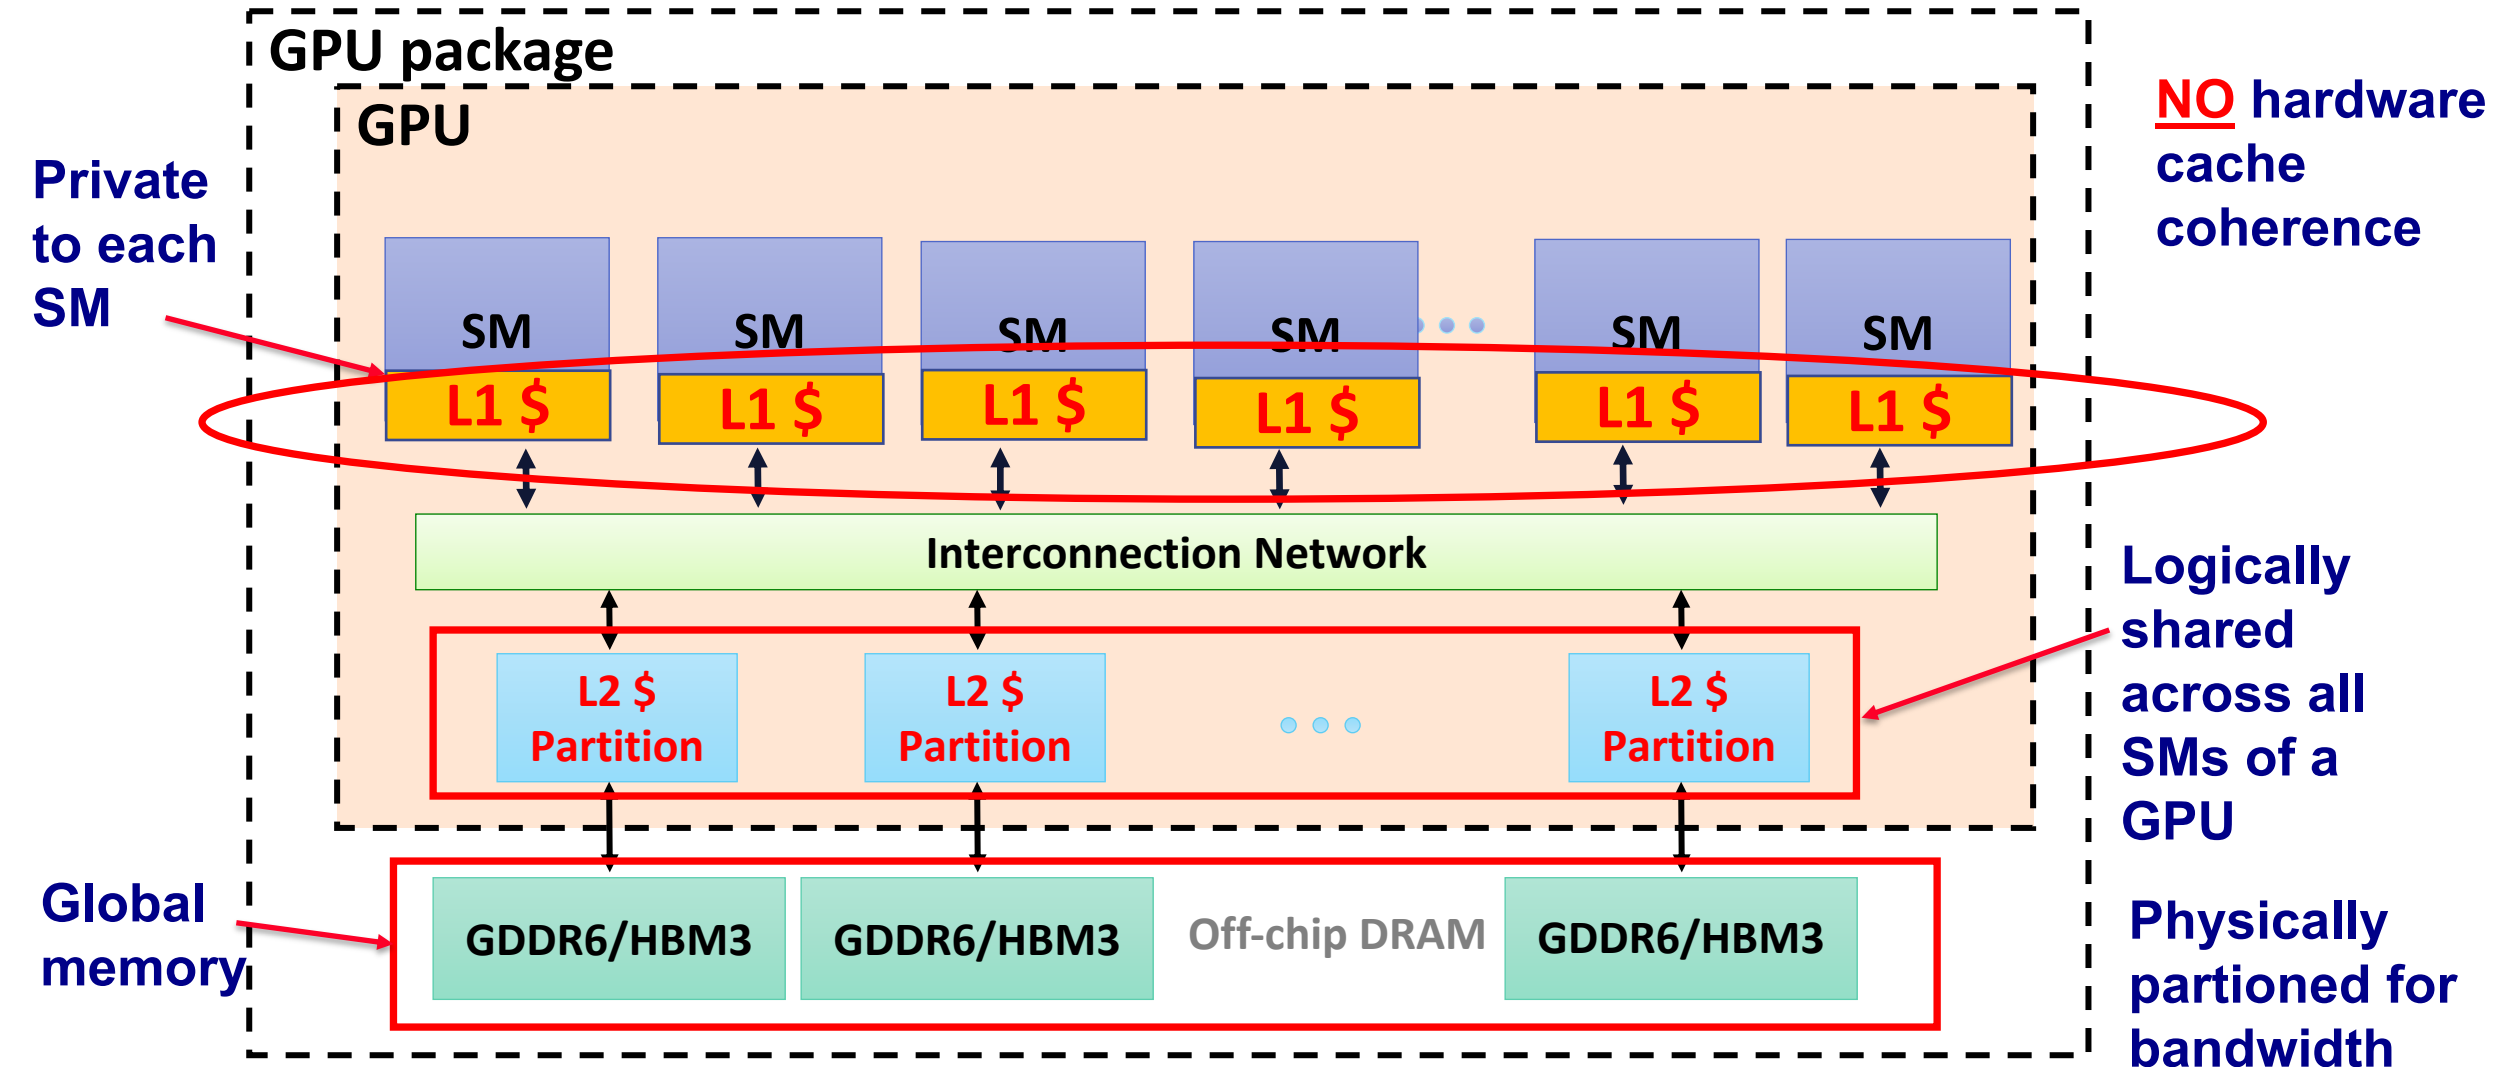 GPU package
GPU
NO hardware
cache
coherence
Private
to each
SM
SM
SM
SM
SM
SM
SM
L1 $
L1 $
L1 $
L1 $
L1 $
L1 $
Interconnection Network
Logically
shared
across all
SMs of a
GPU
L2 $
Partition
L2 $
Partition
L2 $
Partition
Global
memory
GDDR6/HBM3
GDDR6/HBM3
Off-chip DRAM
GDDR6/HBM3
Physically
partioned for
bandwidth